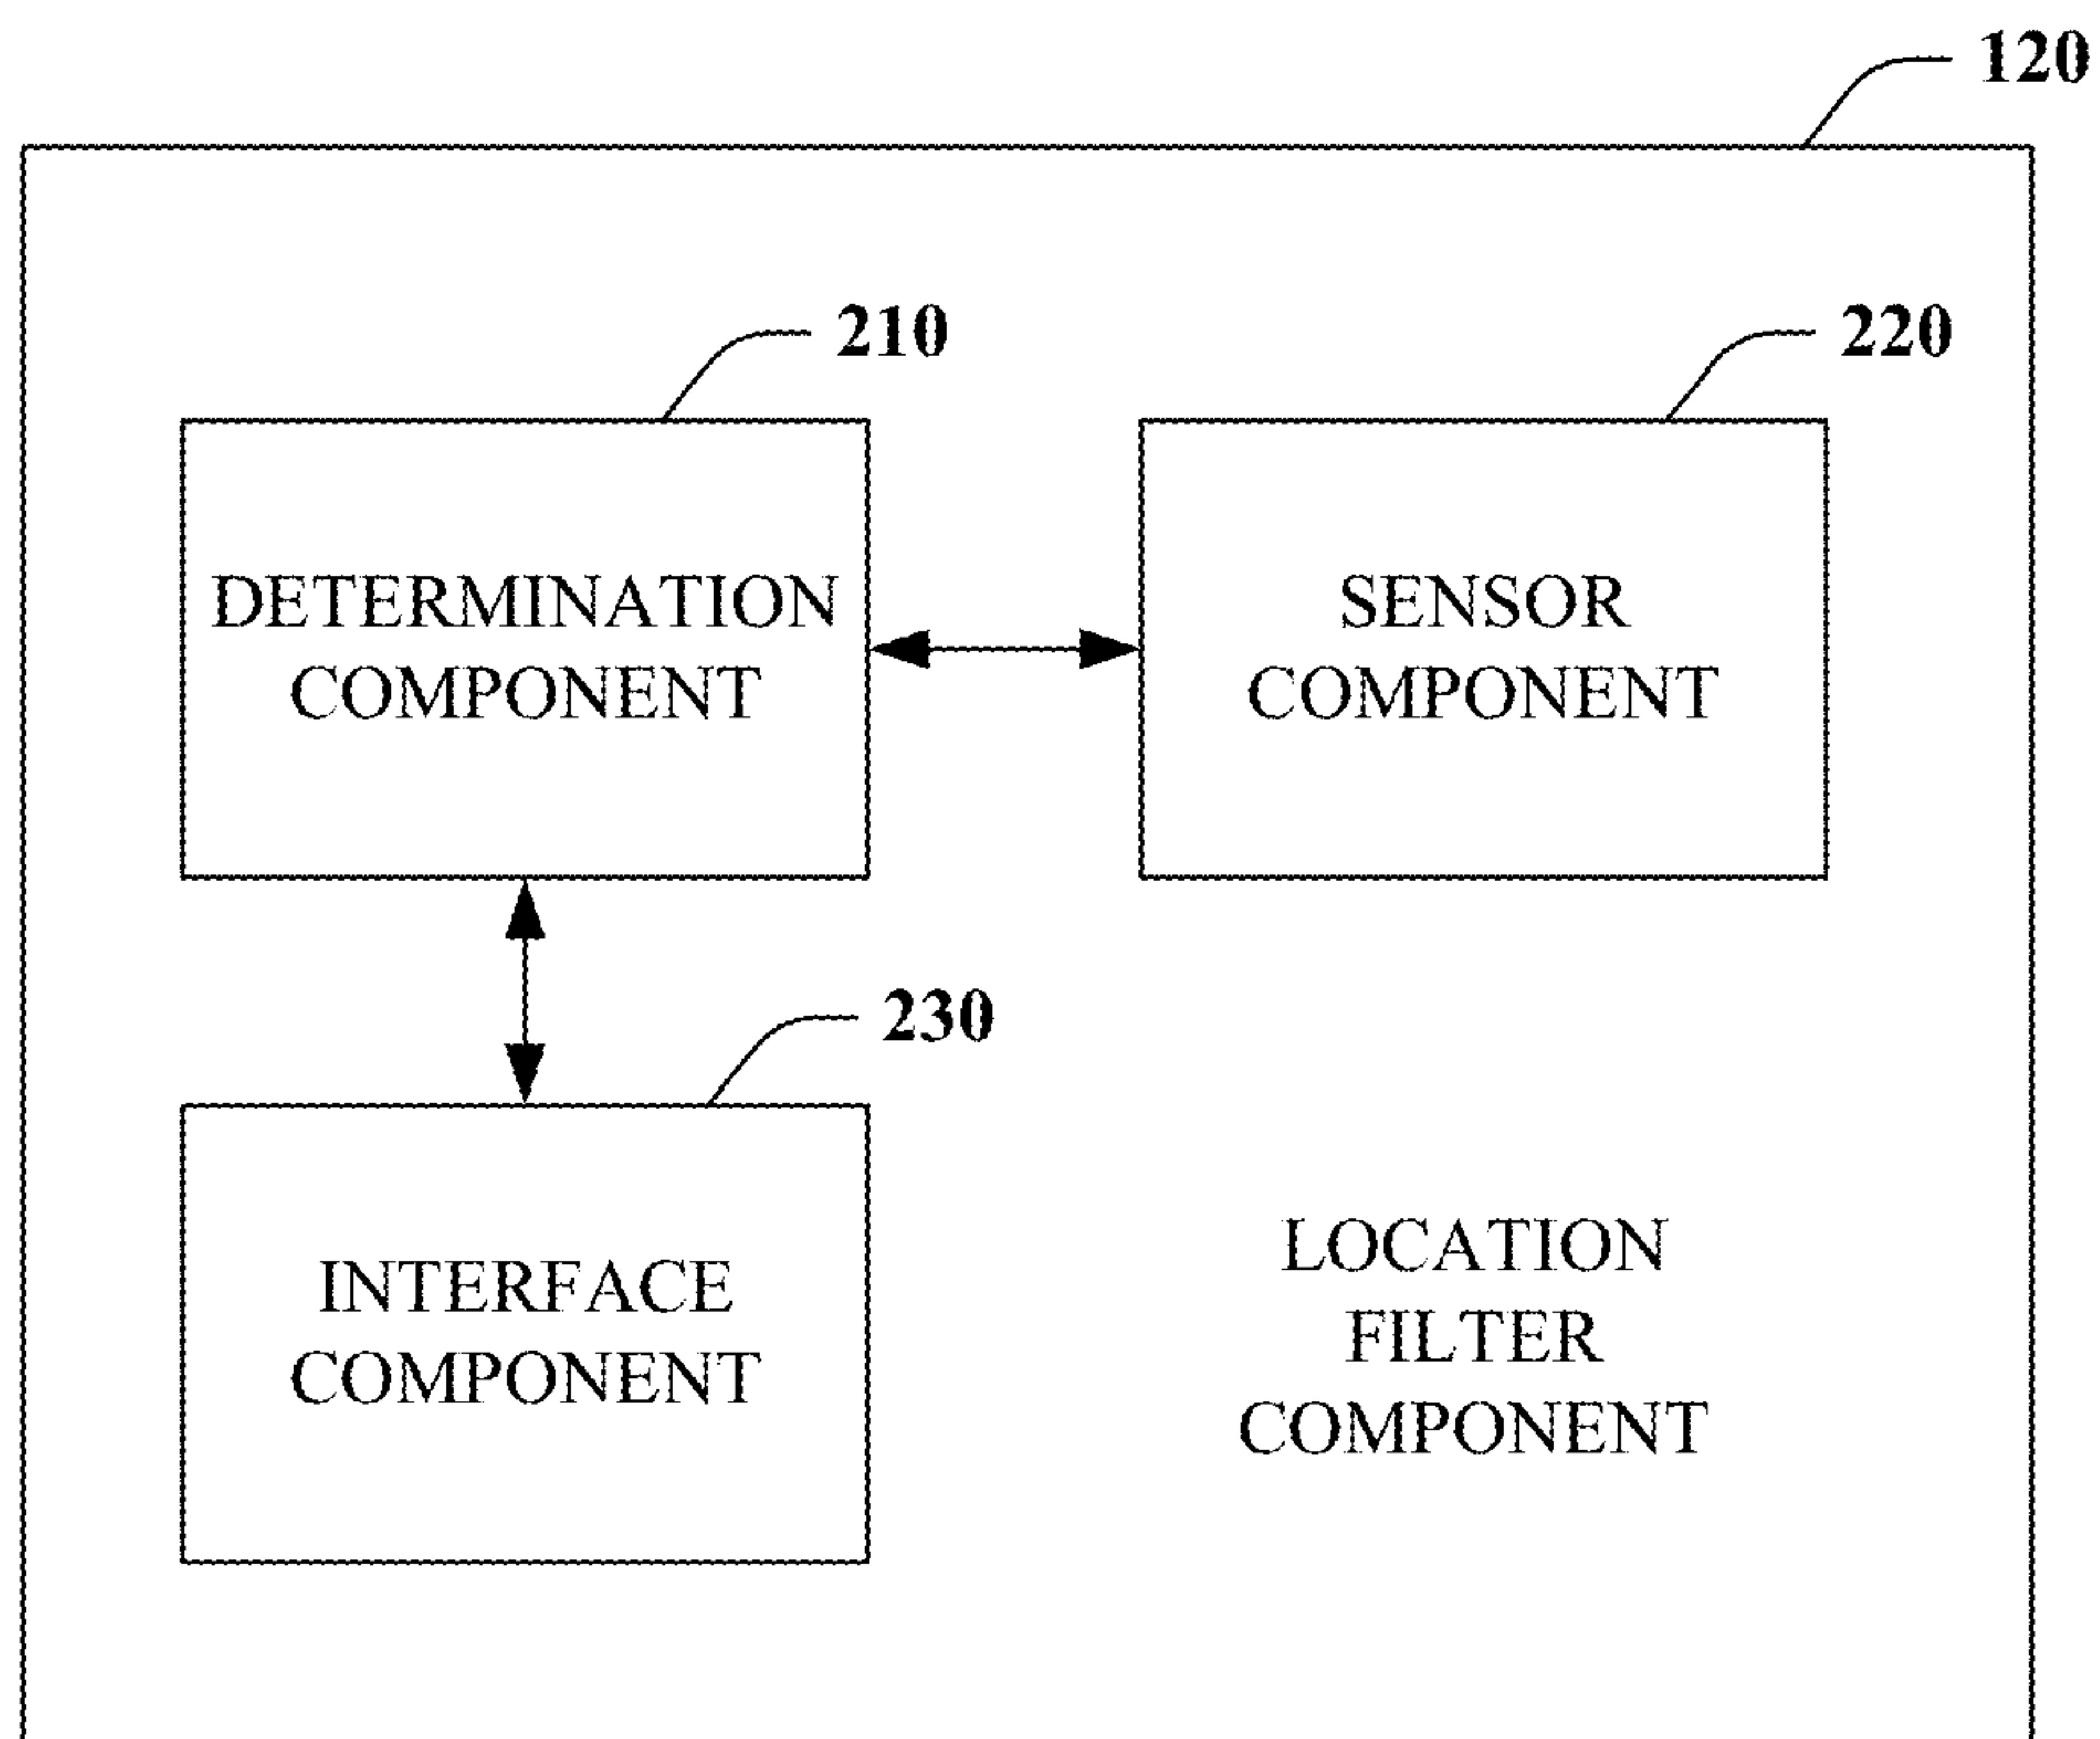 120
210
220
DETERMINATION
COMPONENT
SENSOR
COMPONENT
230
INTERFACE
COMPONENT
LOCATION
FILTER
COMPONENT